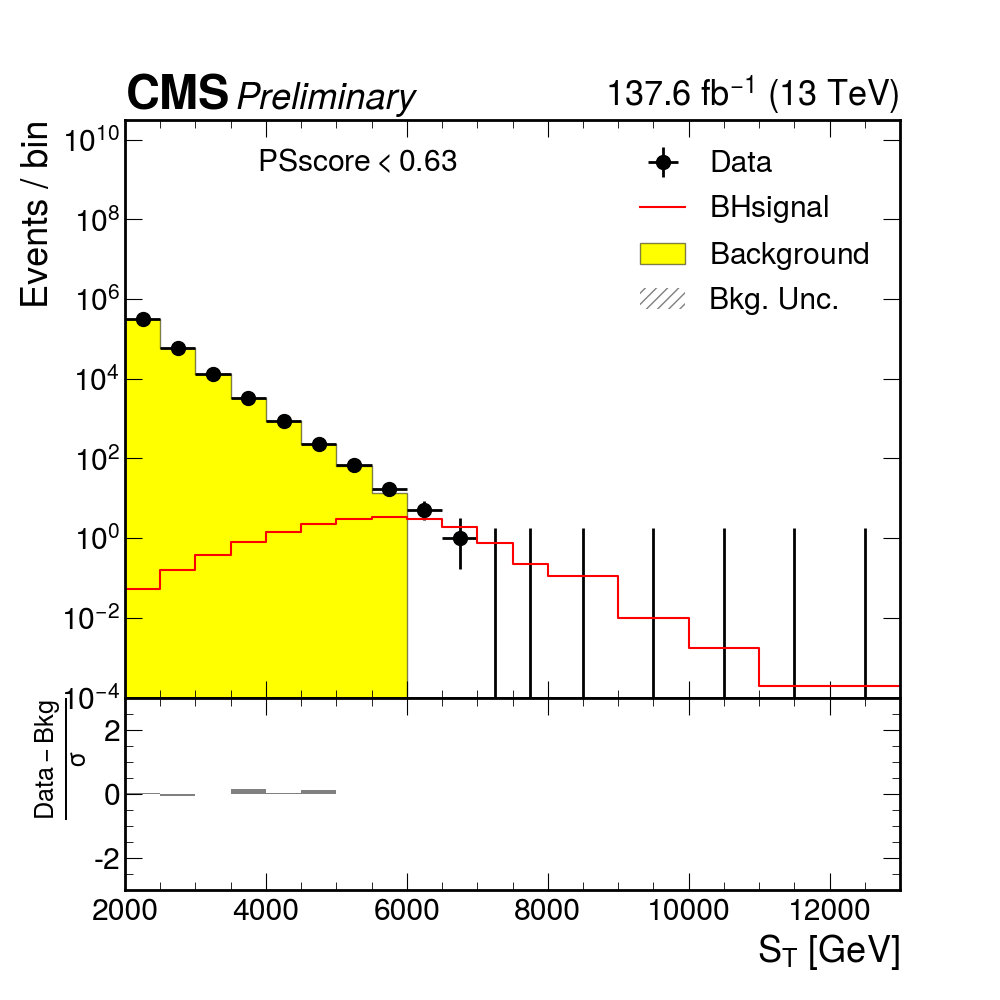 CMS Preliminary 137.6 fb⁻¹ (13 TeV)
Events / bin
PSscore < 0.63
Data
BHsignal
Background
Bkg. Unc.
10¹⁰
10⁸
10⁶
10⁴
10²
10⁰
10⁻²
10⁻⁴
Data – Bkg
σ
2
0
-2
2000 4000 6000 8000 10000 12000
S_T [GeV]